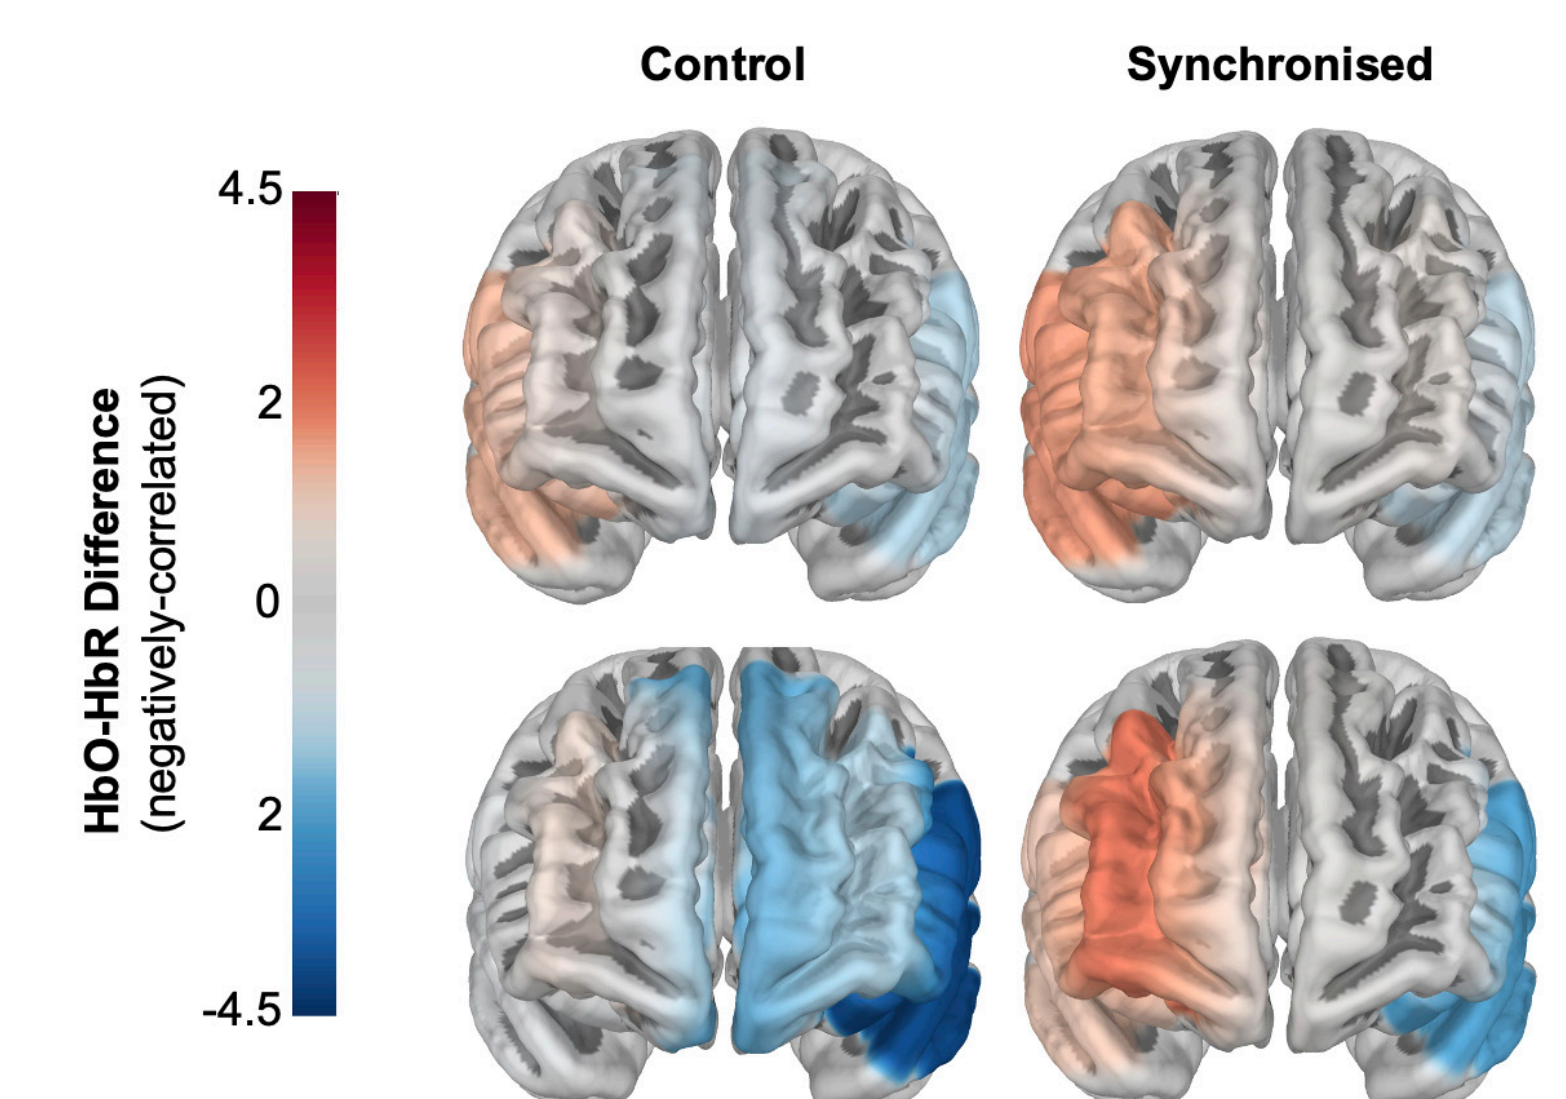 Control
Synchronised
4.5
2
0
2
-4.5
HbO-HbR Difference
(negatively-correlated)